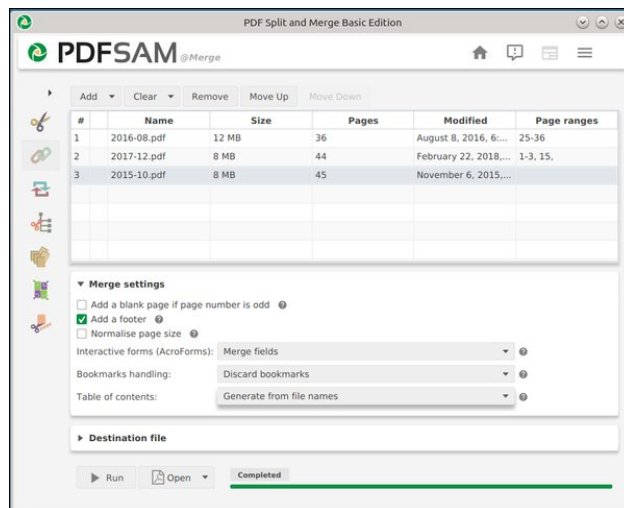 PDF Split and Merge Basic Edition
PDFSAM @Merge
Add Clear Remove Move Up Move Down
# Name Size Pages Modified Page ranges
1 2016-08.pdf 12 MB 36 August 8, 2016, 6:... 25-36
2 2017-12.pdf 8 MB 44 February 22, 2018,... 1-3, 15,
3 2015-10.pdf 8 MB 45 November 6, 2015,...
Merge settings
Add a blank page if page number is odd
Add a footer
Normalise page size
Interactive forms (AcroForms): Merge fields
Bookmarks handling: Discard bookmarks
Table of contents: Generate from file names
Destination file
Run Open Completed